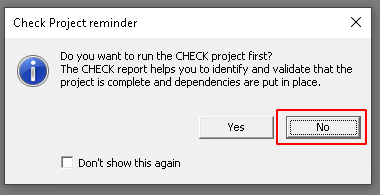 Check Project reminder
Do you want to run the CHECK project first?
The CHECK report helps you to identify and validate that the
project is complete and dependencies are put in place.
Yes No
Don't show this again